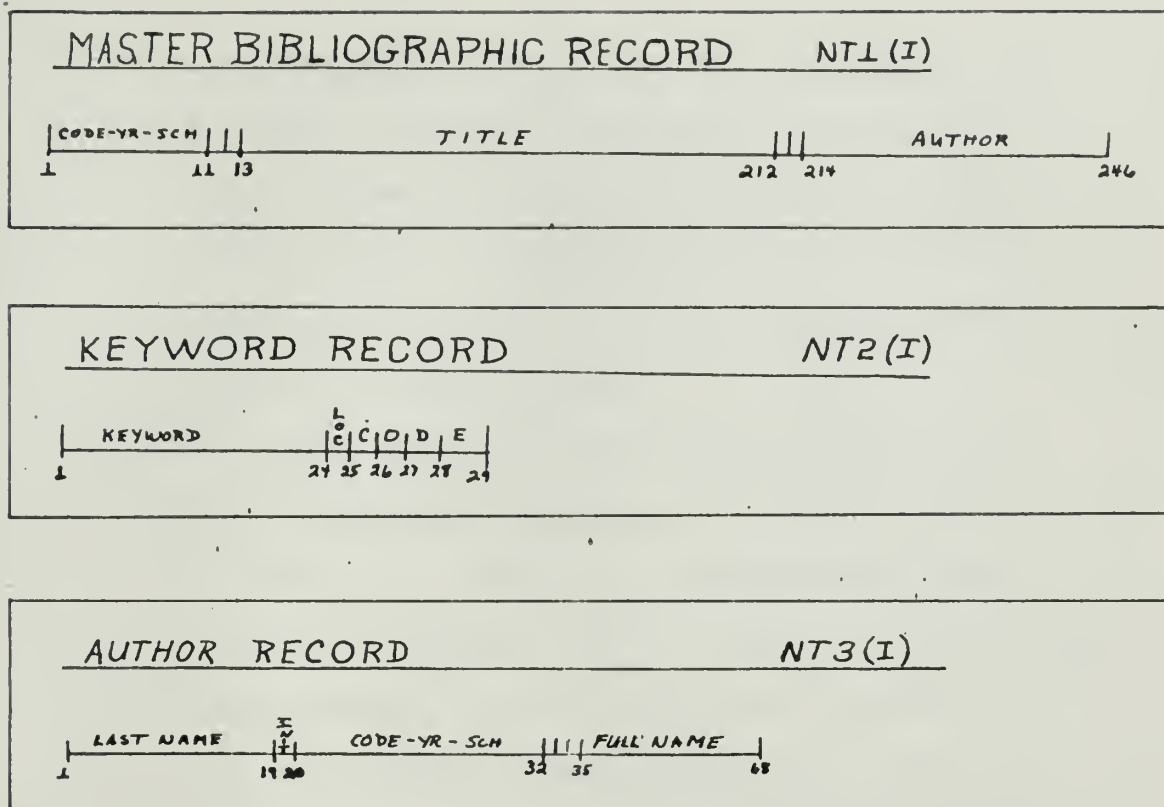 MASTER BIBLIOGRAPHIC RECORD NT1 (I)
CODE-YR-SCH TITLE AUTHOR
1 11 13 212 214 246
KEYWORD RECORD NT2 (I)
KEYWORD LOC C O D E
1 24 25 26 27 28 29
AUTHOR RECORD NT3 (I)
LAST NAME INIT CODE-YR-SCH FULL NAME
1 19 20 32 35 68